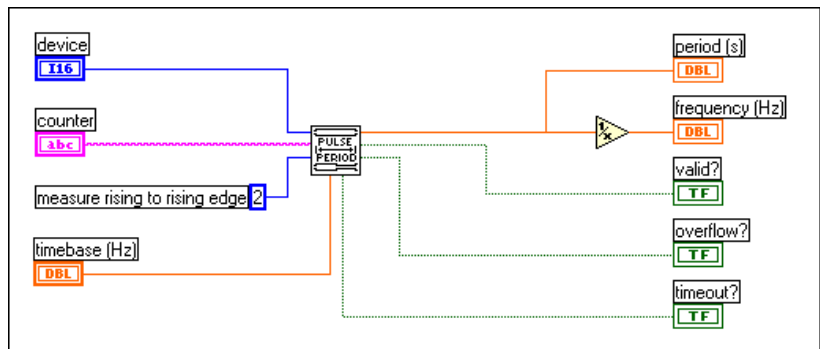 device
I16
counter
abc
measure rising to rising edge 2
timebase (Hz)
DBL
PULSE
PERIOD
1/x
period (s)
DBL
frequency (Hz)
DBL
valid?
TF
overflow?
TF
timeout?
TF